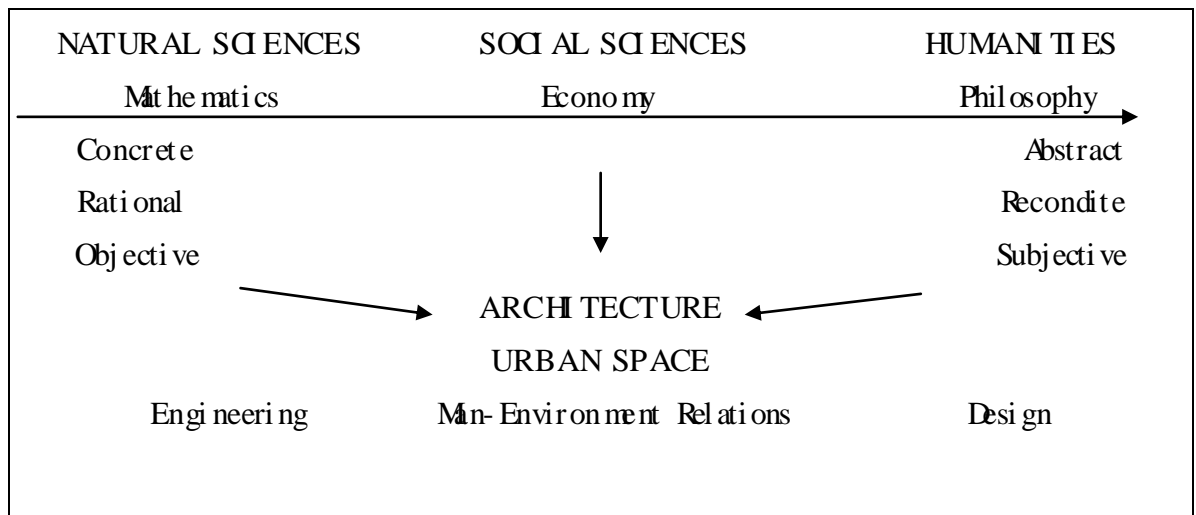 NATURAL SCIENCES SOCIAL SCIENCES HUMANITIES
Mathematics Economy Philosophy
Concrete Abstract
Rational Recondite
Objective Subjective
ARCHITECTURE
URBAN SPACE
Engineering Man-Environment Relations Design